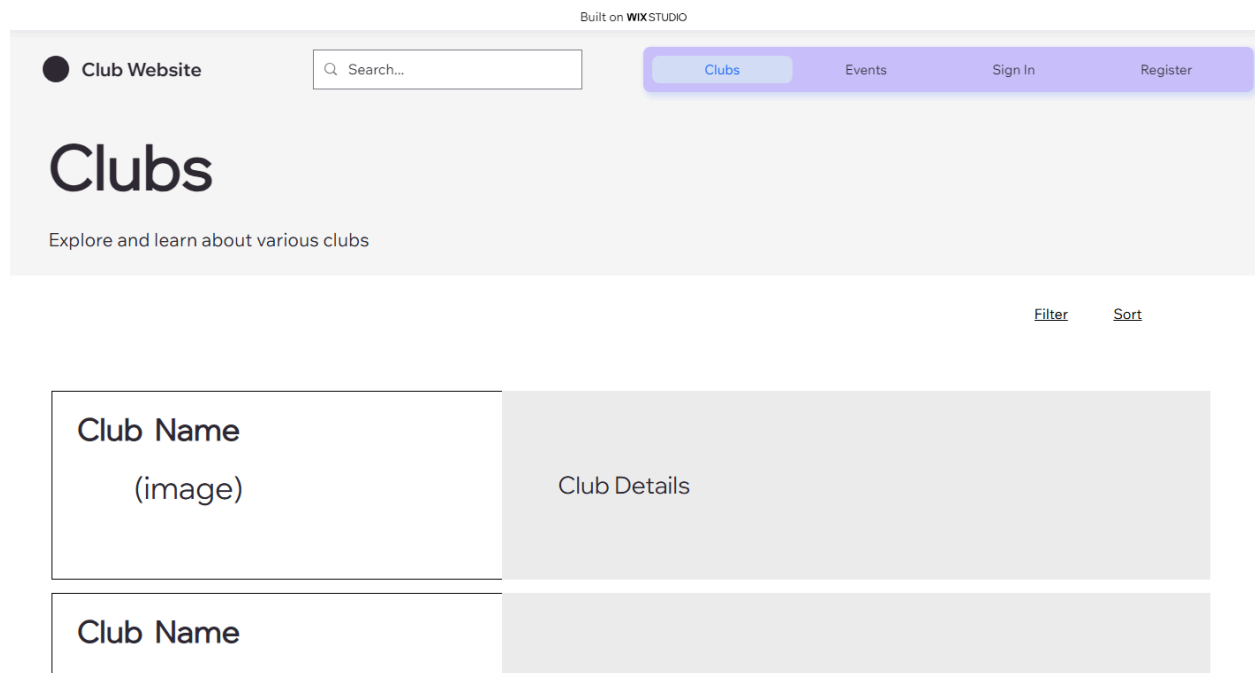 Built on WIX STUDIO
Club Website
Search...
Clubs Events Sign In Register
Clubs
Explore and learn about various clubs
Filter Sort
Club Name
(image)
Club Details
Club Name